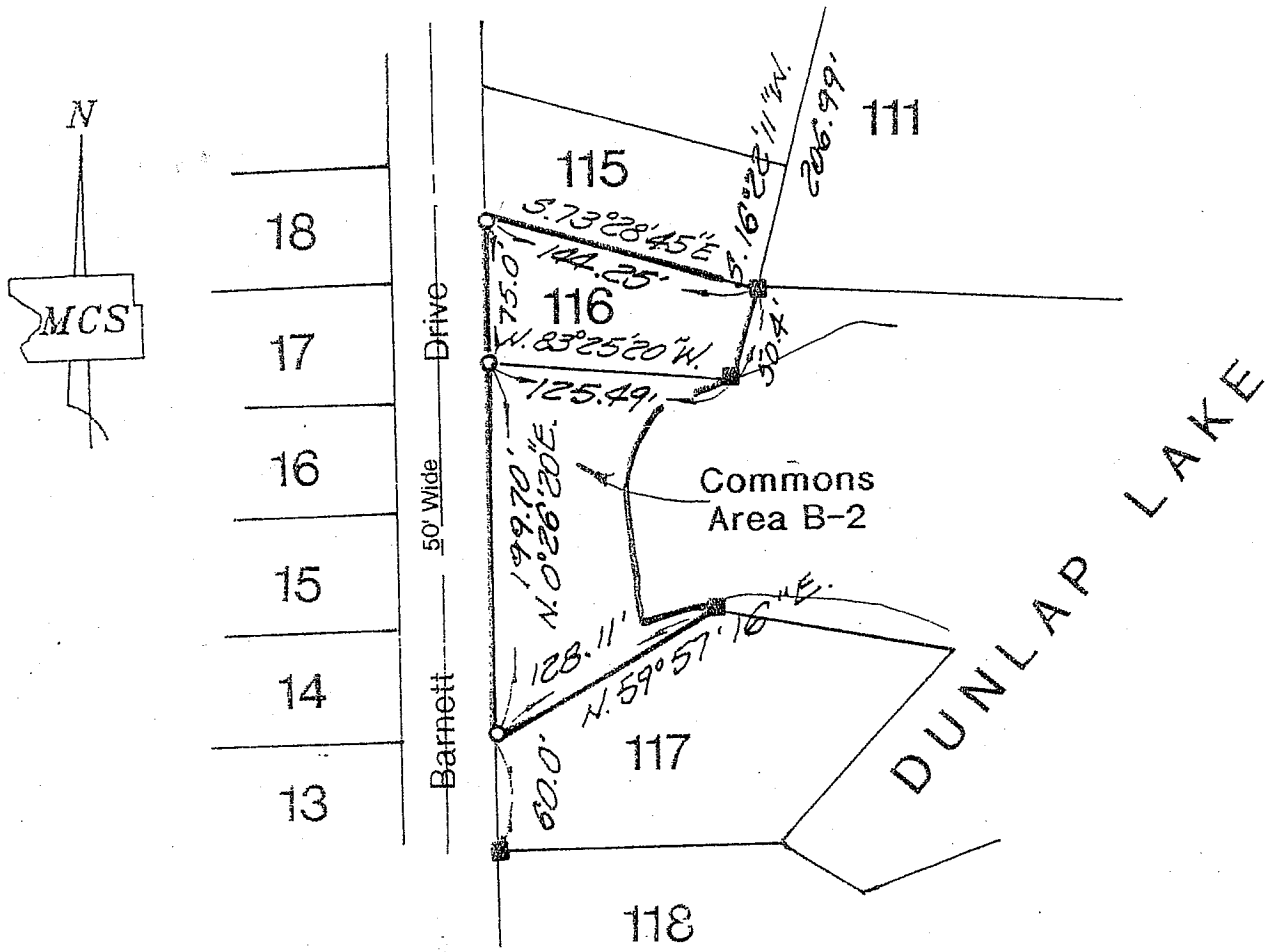 N
MCS
18
17
16
15
14
13
Barnett
50' Wide
Drive
115
S.73°28'45"E
144.25'
S.16°22'11"W.
206.99'
111
116
75.0'
N.83°25'20"W.
125.49'
50.4'
199.70'
N.0°26'20"E.
Commons
Area B-2
128.11'
N.59°57'16"E.
60.0'
117
118
DUNLAP LAKE